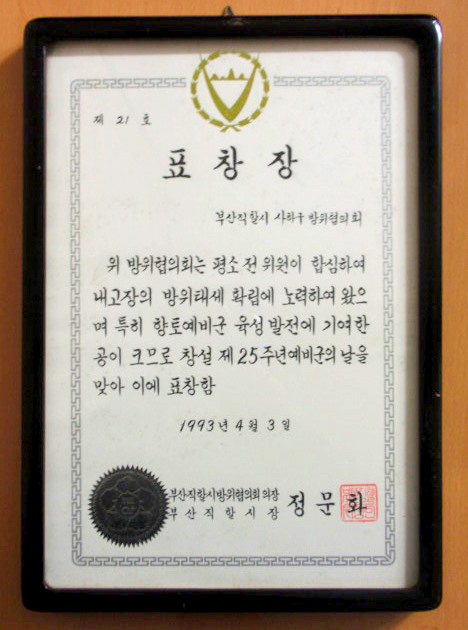 제 21 호
표창장
부산직할시 사하구 방위협의회
위 방위협의회는 평소 전 위원이 합심하여
내고장의 방위태세 확립에 노력하여 왔으
며 특히 향토예비군 육성 발전에 기여한
공이 크므로 창설 제25주년예비군의 날을
맞아 이에 표창함
1993년 4월 3일
부산직할시방위협의회 의장
부산직할시장 정문화